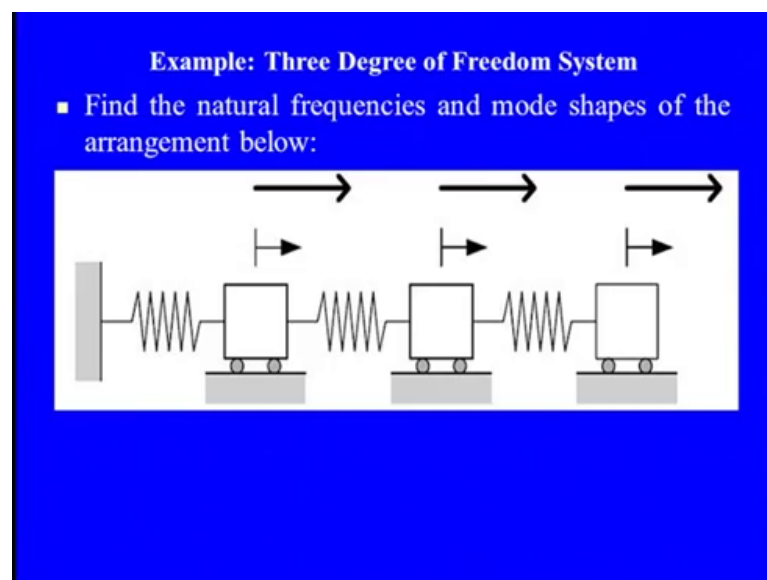 Example: Three Degree of Freedom System
Find the natural frequencies and mode shapes of the
arrangement below: